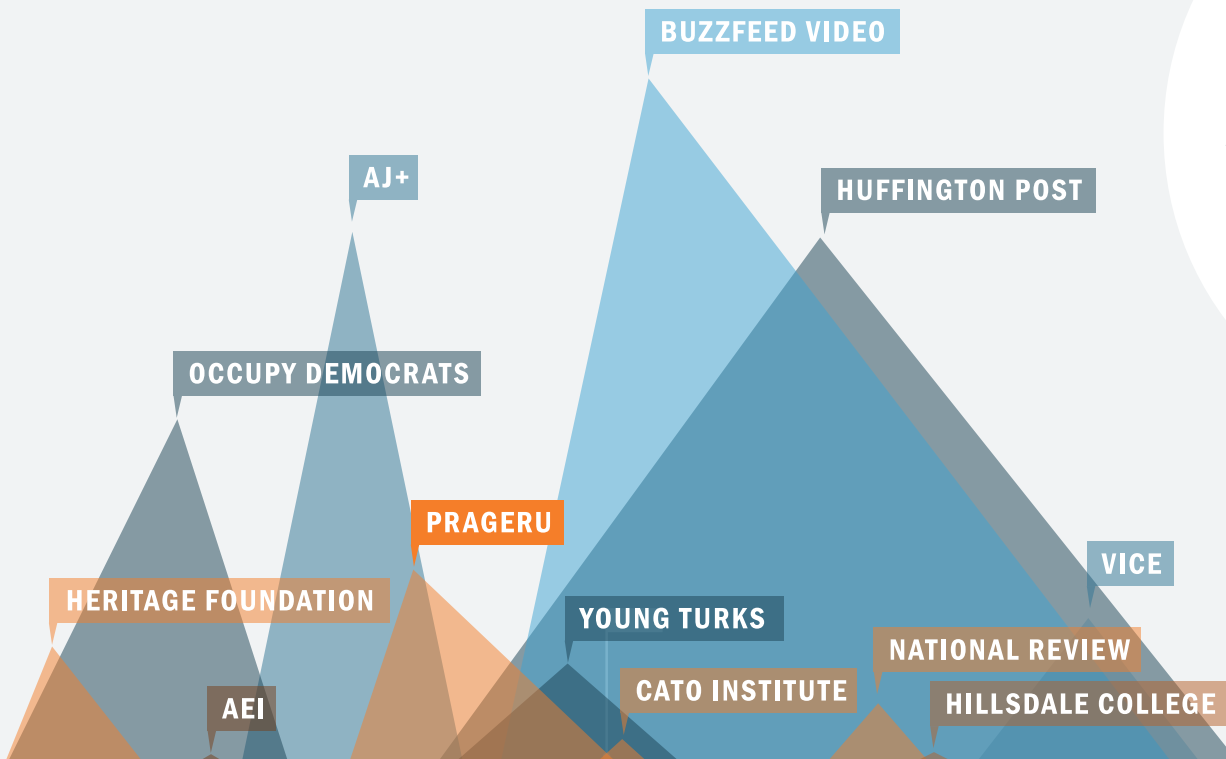 BUZZFEED VIDEO
AJ+
HUFFINGTON POST
OCCUPY DEMOCRATS
PRAGERU
VICE
HERITAGE FOUNDATION
YOUNG TURKS
NATIONAL REVIEW
CATO INSTITUTE
HILLSDALE COLLEGE
AEI